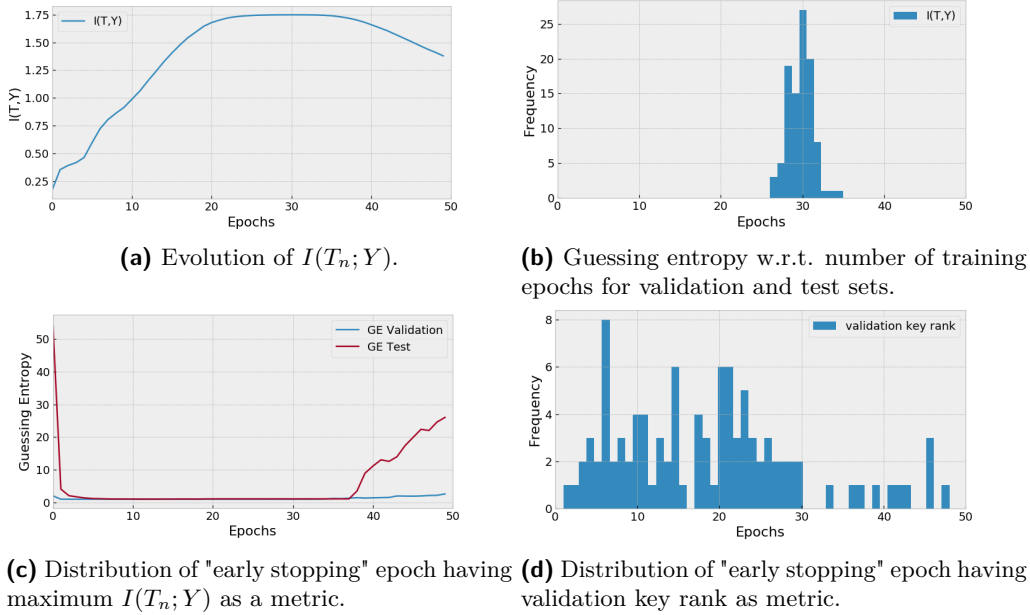 I(T,Y)
1.75
1.50
1.25
1.00
0.75
0.50
0.25
I(T,Y)
0 10 20 30 40 50
Epochs
(a) Evolution of I(Tₙ; Y).
I(T,Y)
25
20
15
10
5
0
Frequency
0 10 20 30 40 50
Epochs
(b) Guessing entropy w.r.t. number of training
epochs for validation and test sets.
GE Validation
GE Test
50
40
30
20
10
0
Guessing Entropy
0 10 20 30 40 50
Epochs
(c) Distribution of "early stopping" epoch having
maximum I(Tₙ; Y) as a metric.
validation key rank
8
6
4
2
0
Frequency
0 10 20 30 40 50
Epochs
(d) Distribution of "early stopping" epoch having
validation key rank as metric.